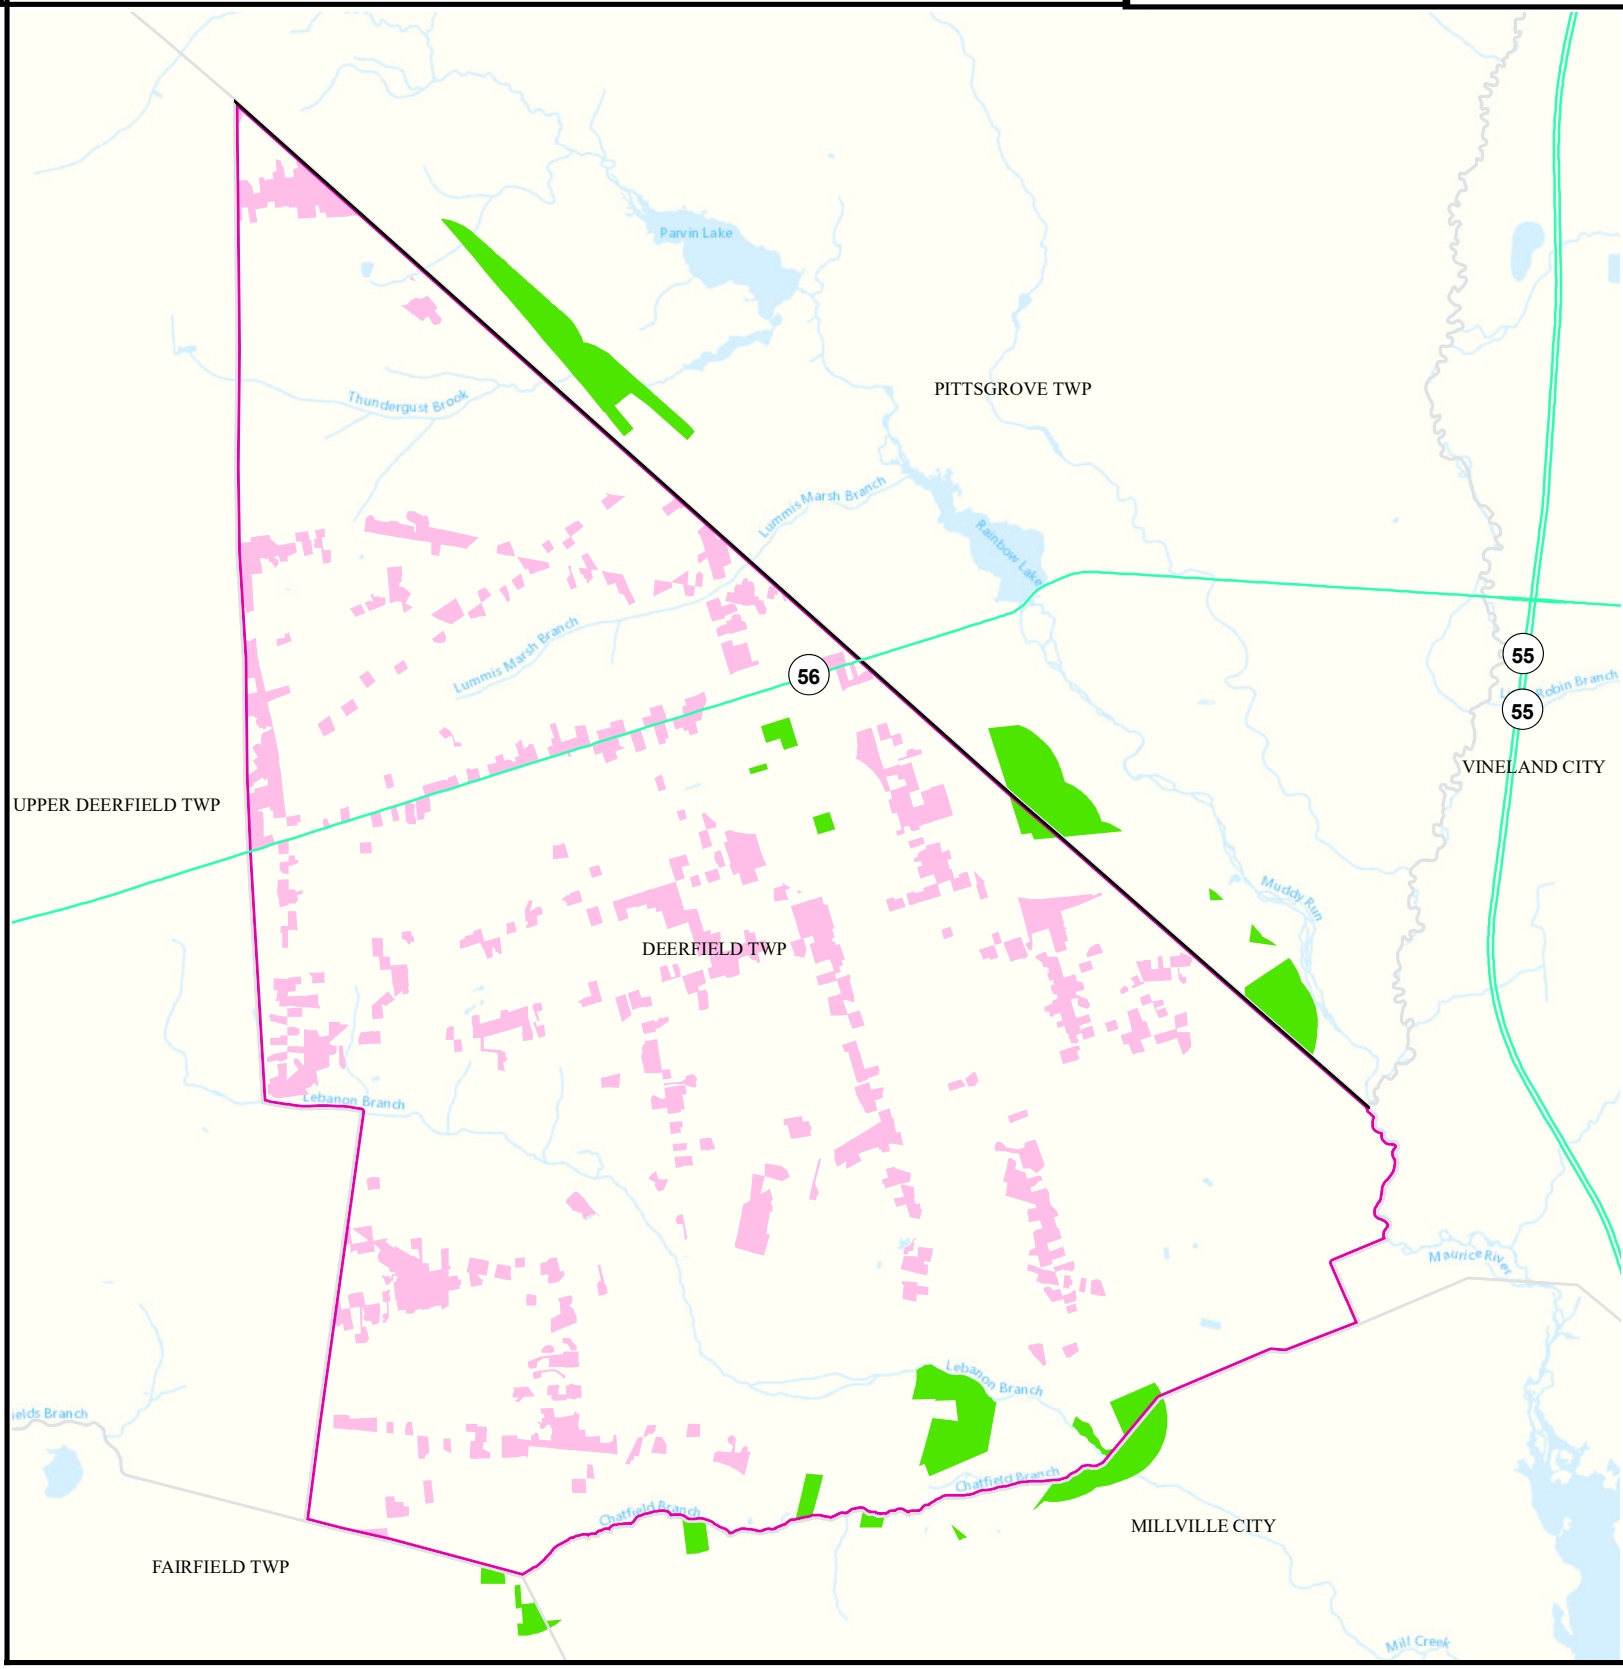 Parvin Lake
PITTSGROVE TWP
Thundergust Brook
Lummis Marsh Branch
Rainbow Lake
Lummis Marsh Branch
56
55
Robin Branch
55
VINELAND CITY
UPPER DEERFIELD TWP
Muddy Run
DEERFIELD TWP
Lebanon Branch
Maurice River
Lebanon Branch
ields Branch
Chatfield Branch
Chatfield Branch
MILLVILLE CITY
FAIRFIELD TWP
Mill Creek